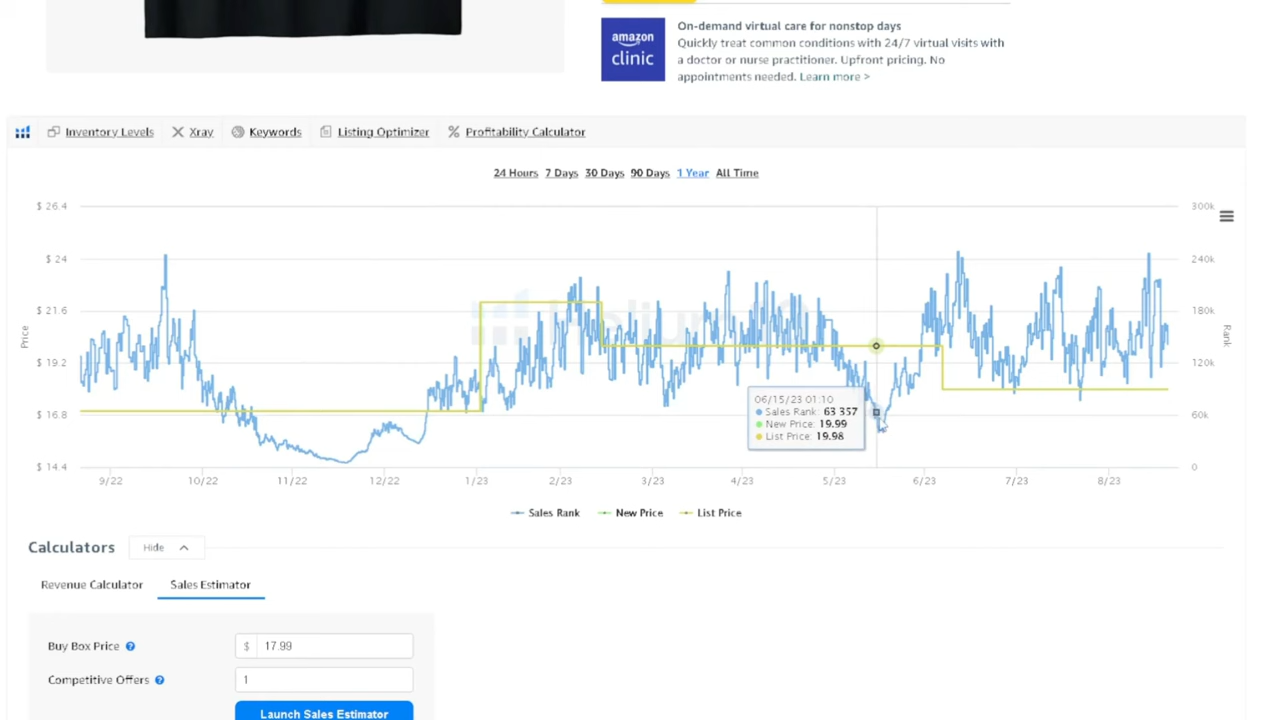 On-demand virtual care for nonstop days
amazon
clinic
Quickly treat common conditions with 24/7 virtual visits with
a doctor or nurse practitioner. Upfront pricing. No
appointments needed. Learn more >
Inventory Levels Xray Keywords Listing Optimizer Profitability Calculator
24 Hours 7 Days 30 Days 90 Days 1 Year All Time
$ 26.4 300k
$ 24 240k
$ 21.6 180k
Price Rank
$ 19.2 120k
$ 16.8 60k
$ 14.4 0
06/15/23 01:10
Sales Rank: 63 357
New Price: 19.99
List Price: 19.98
9/22 10/22 11/22 12/22 1/23 2/23 3/23 4/23 5/23 6/23 7/23 8/23
Sales Rank New Price List Price
Calculators Hide
Revenue Calculator Sales Estimator
Buy Box Price ? $ 17.99
Competitive Offers ? 1
Launch Sales Estimator